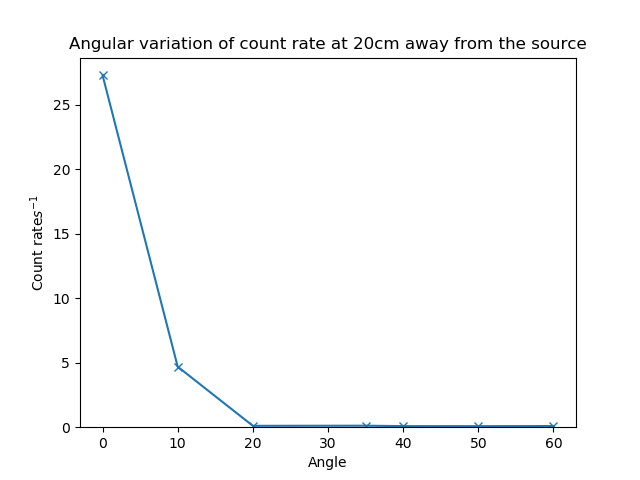 Angular variation of count rate at 20cm away from the source
25
20
15
10
5
0
Count rates⁻¹
0 10 20 30 40 50 60
Angle